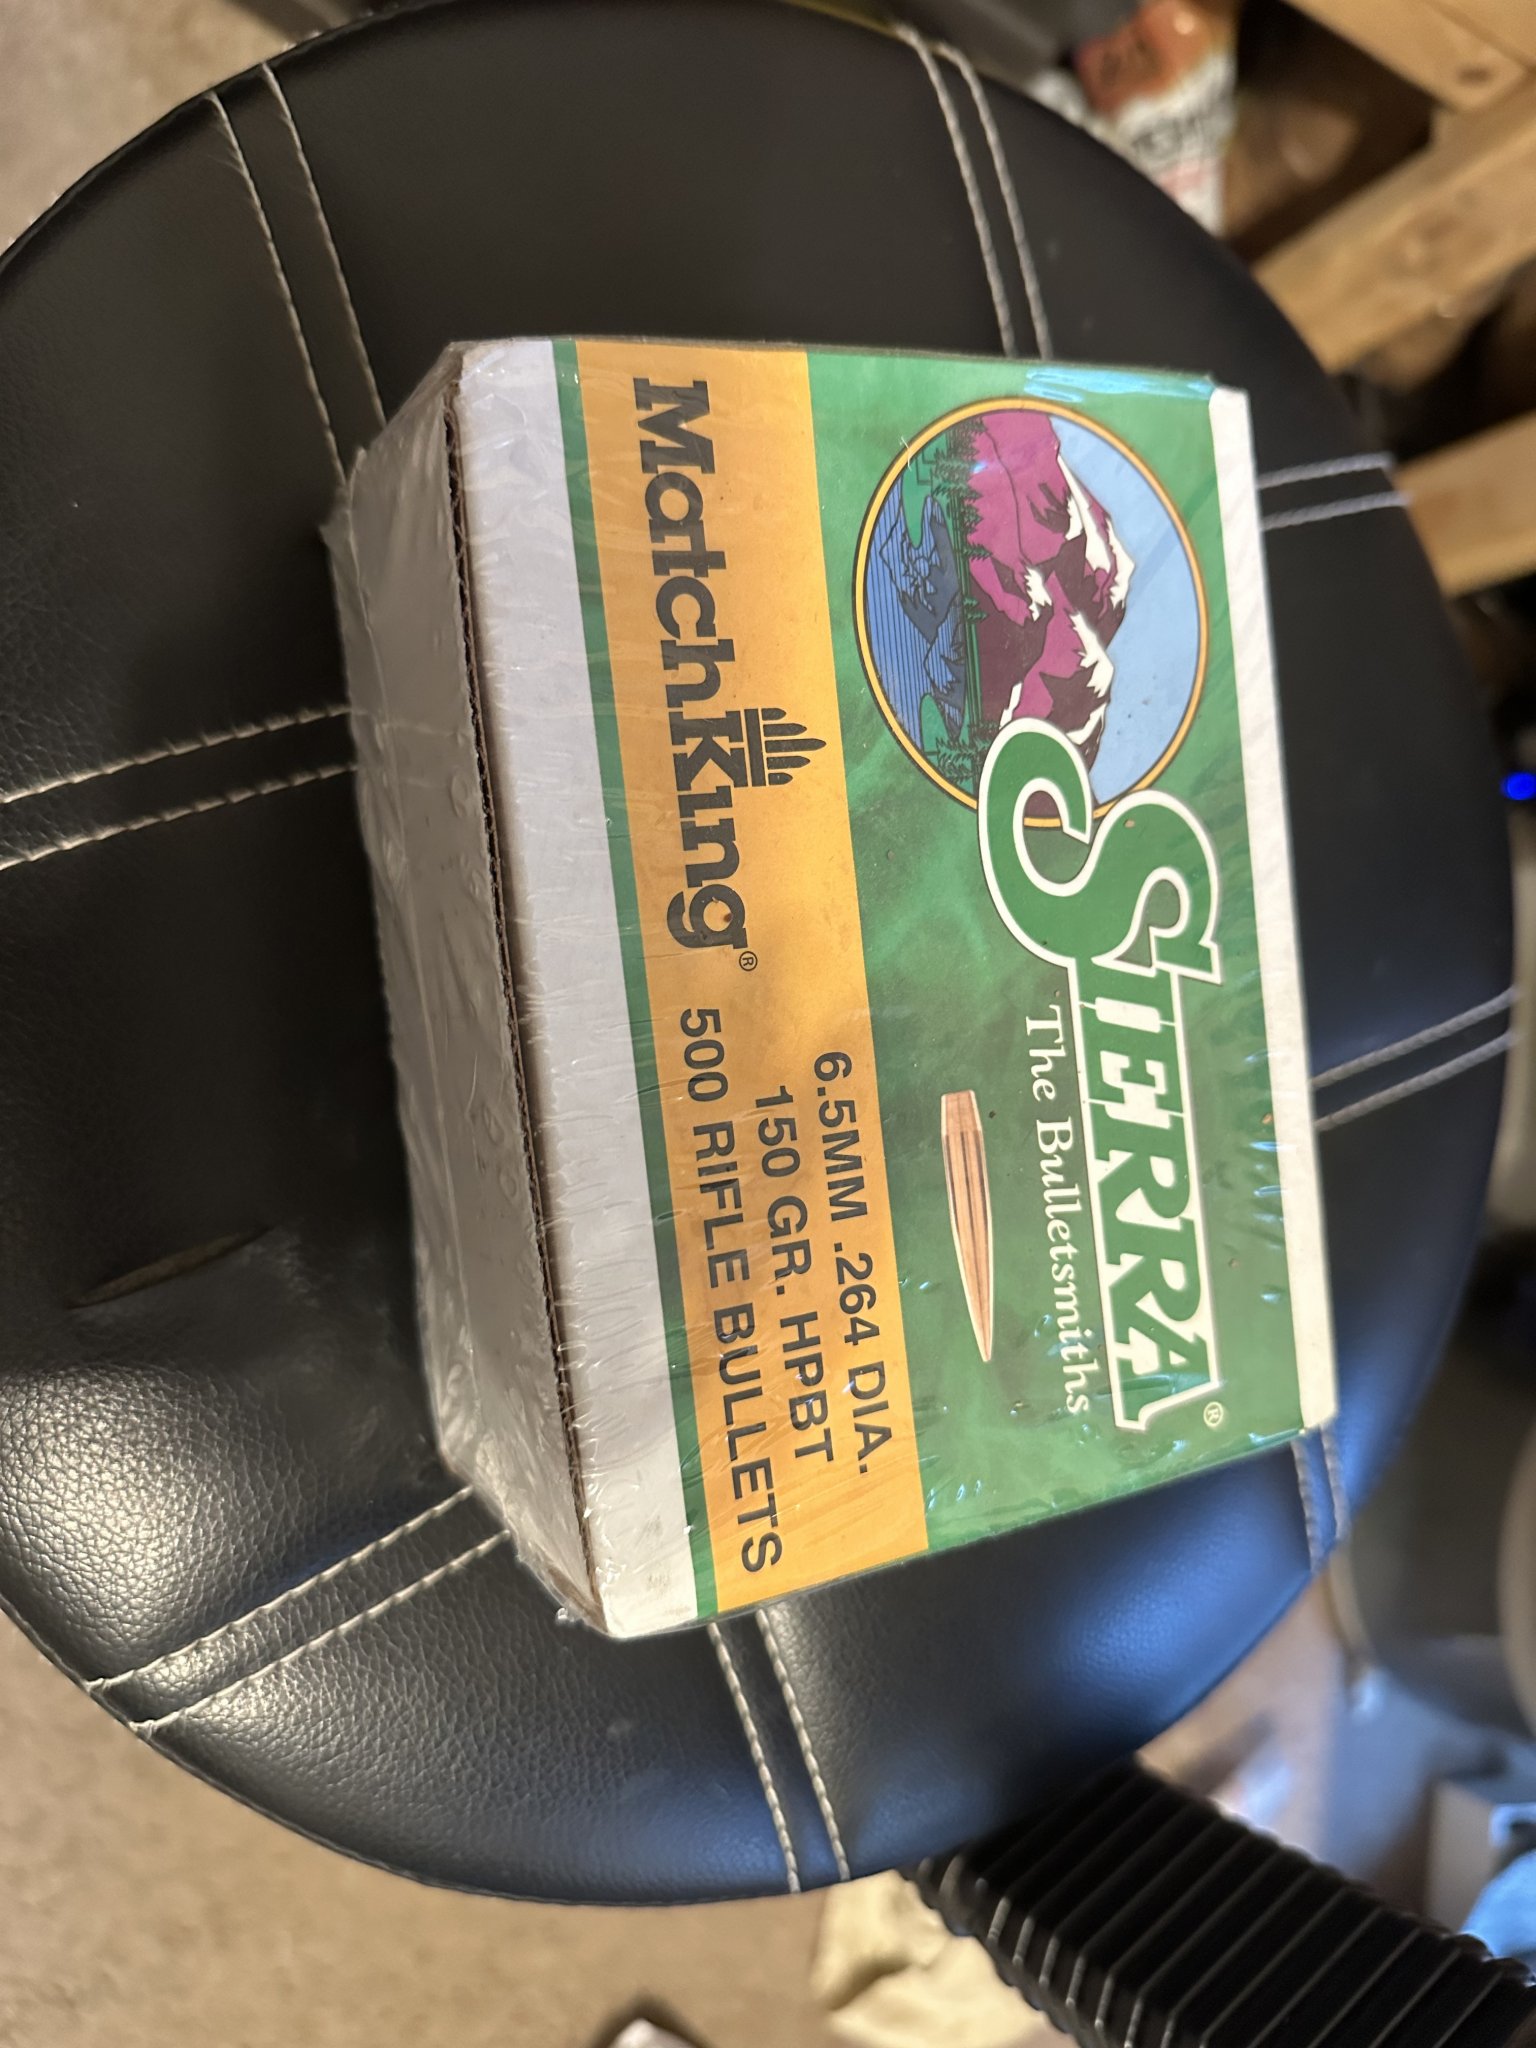 SIERRA®
The Bulletsmiths
6.5MM .264 DIA.
150 GR. HPBT
MatchKing® 500 RIFLE BULLETS